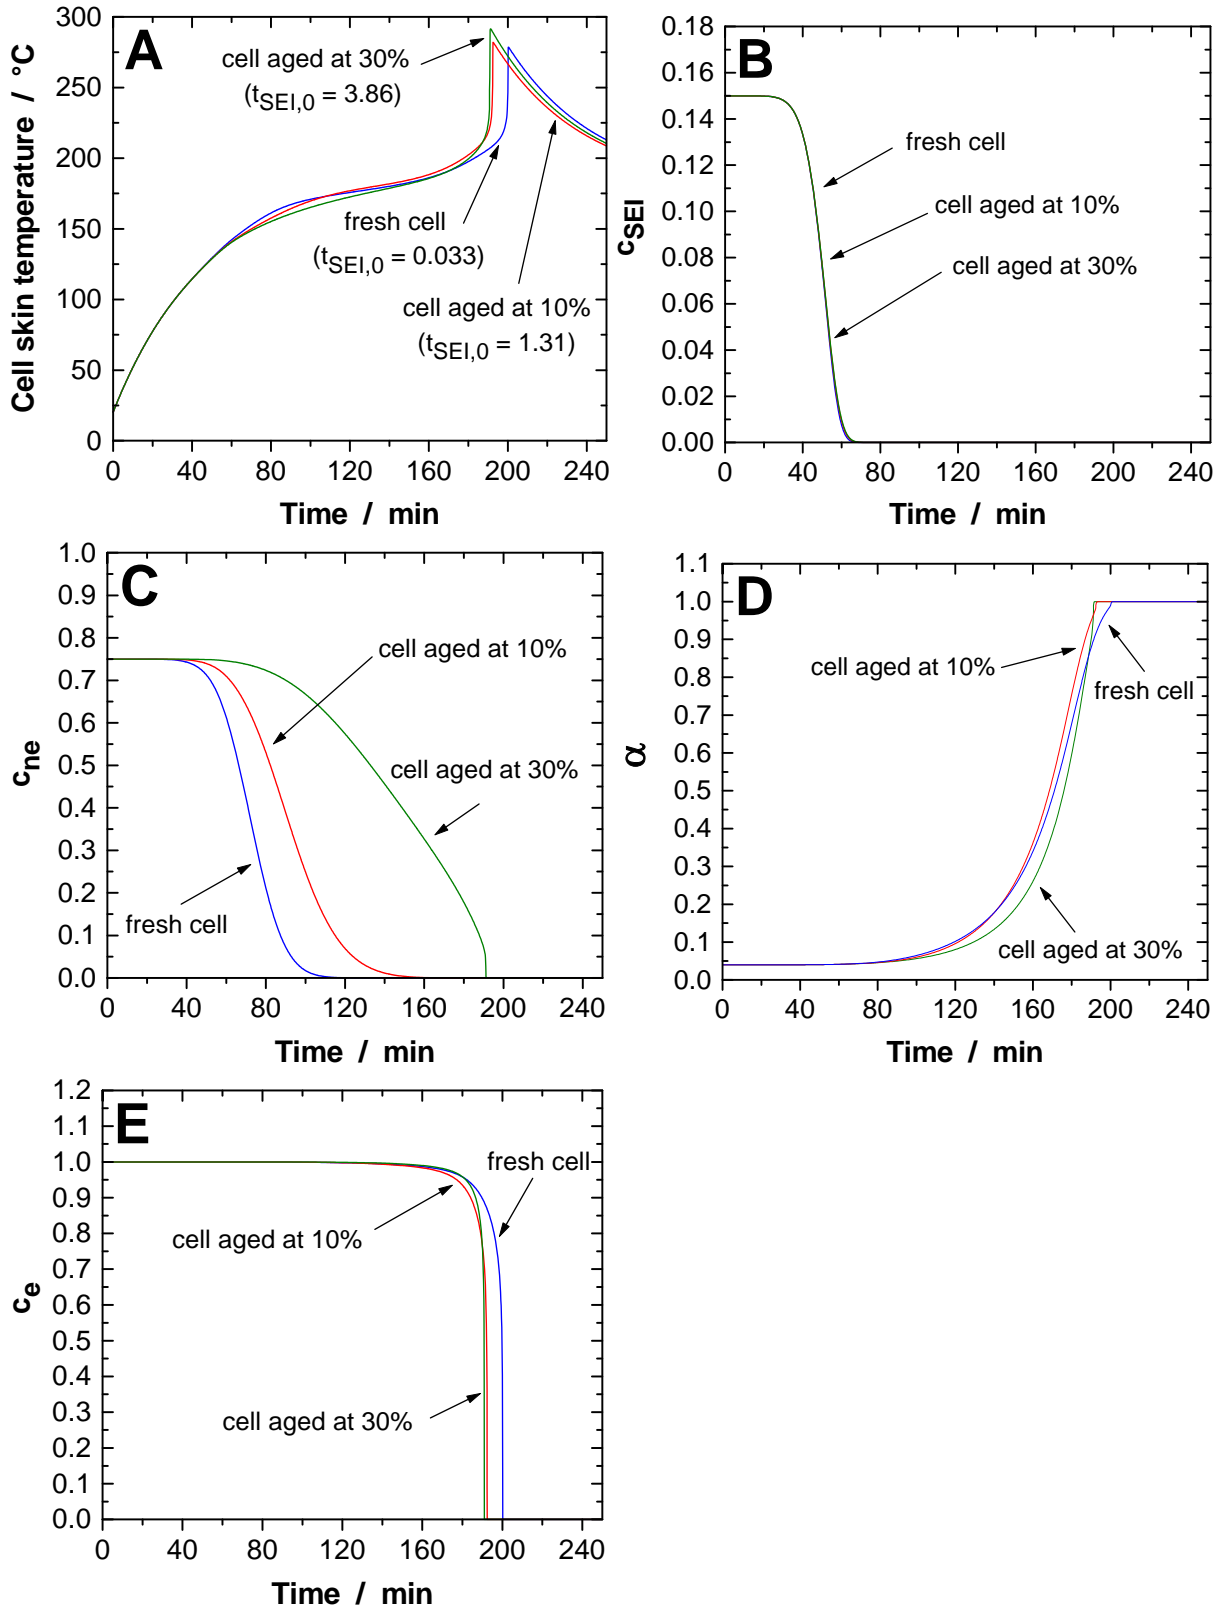 A
Cell skin temperature / °C
300
250
200
150
100
50
0
cell aged at 30%
(tSEI,0 = 3.86)
fresh cell
(tSEI,0 = 0.033)
cell aged at 10%
(tSEI,0 = 1.31)
0 40 80 120 160 200 240
Time / min
B
cSEI
0.18
0.16
0.14
0.12
0.10
0.08
0.06
0.04
0.02
0.00
fresh cell
cell aged at 10%
cell aged at 30%
0 40 80 120 160 200 240
Time / min
C
cne
1.0
0.9
0.8
0.7
0.6
0.5
0.4
0.3
0.2
0.1
0.0
cell aged at 10%
cell aged at 30%
fresh cell
0 40 80 120 160 200 240
Time / min
D
α
1.1
1.0
0.9
0.8
0.7
0.6
0.5
0.4
0.3
0.2
0.1
0.0
cell aged at 10%
fresh cell
cell aged at 30%
0 40 80 120 160 200 240
Time / min
E
ce
1.2
1.1
1.0
0.9
0.8
0.7
0.6
0.5
0.4
0.3
0.2
0.1
0.0
fresh cell
cell aged at 10%
cell aged at 30%
0 40 80 120 160 200 240
Time / min